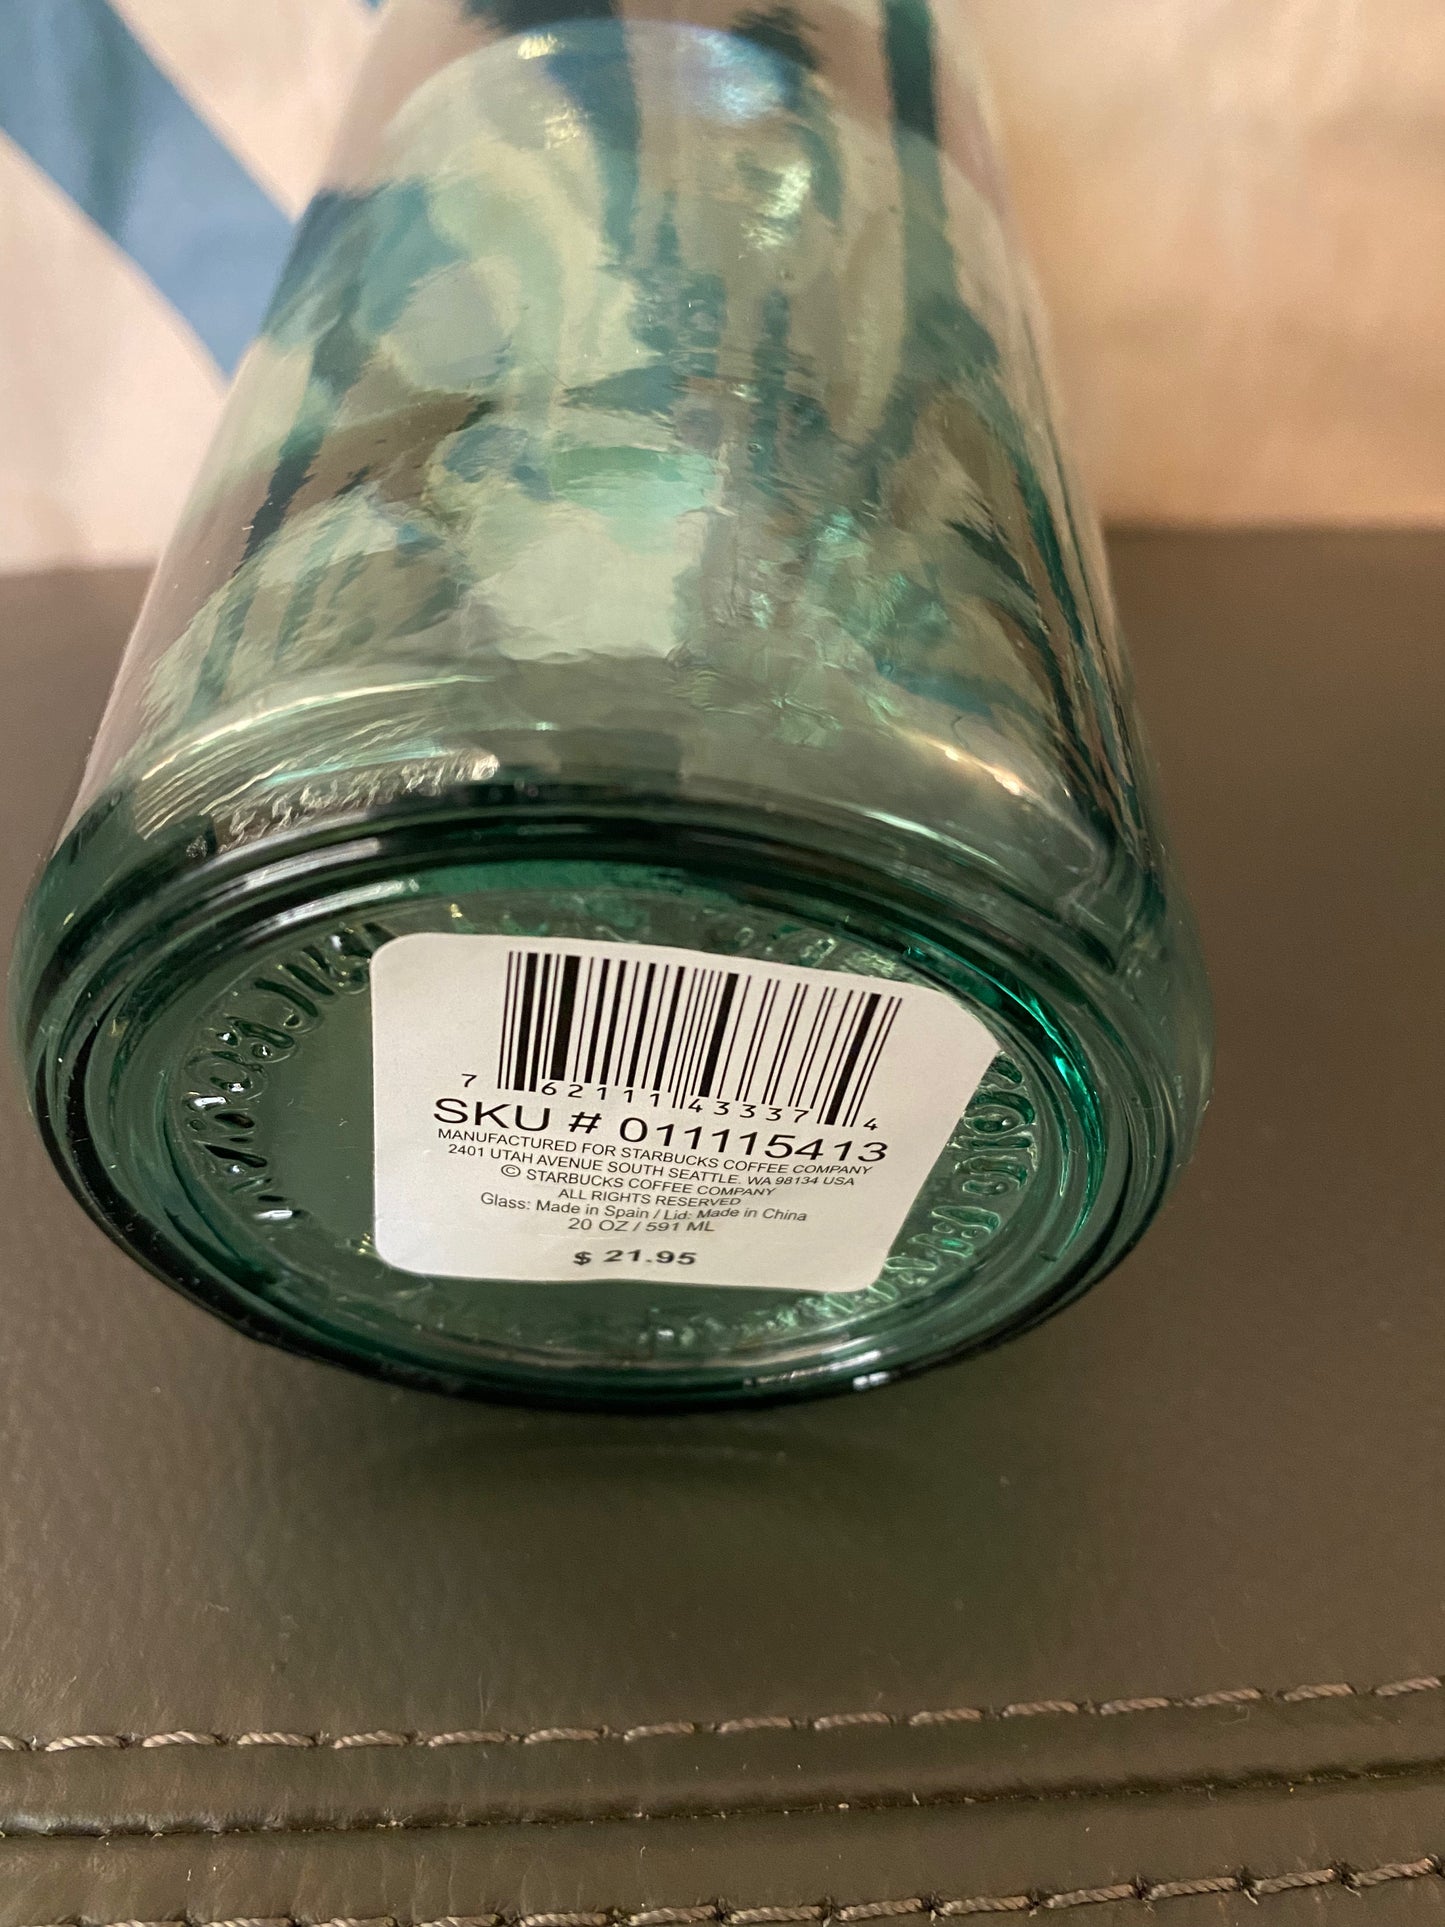 7 62111 43337 4
SKU # 011115413
MANUFACTURED FOR STARBUCKS COFFEE COMPANY
2401 UTAH AVENUE SOUTH SEATTLE. WA 98134 USA
© STARBUCKS COFFEE COMPANY
ALL RIGHTS RESERVED
Glass: Made in Spain / Lid: Made in China
20 OZ / 591 ML
$ 21.95